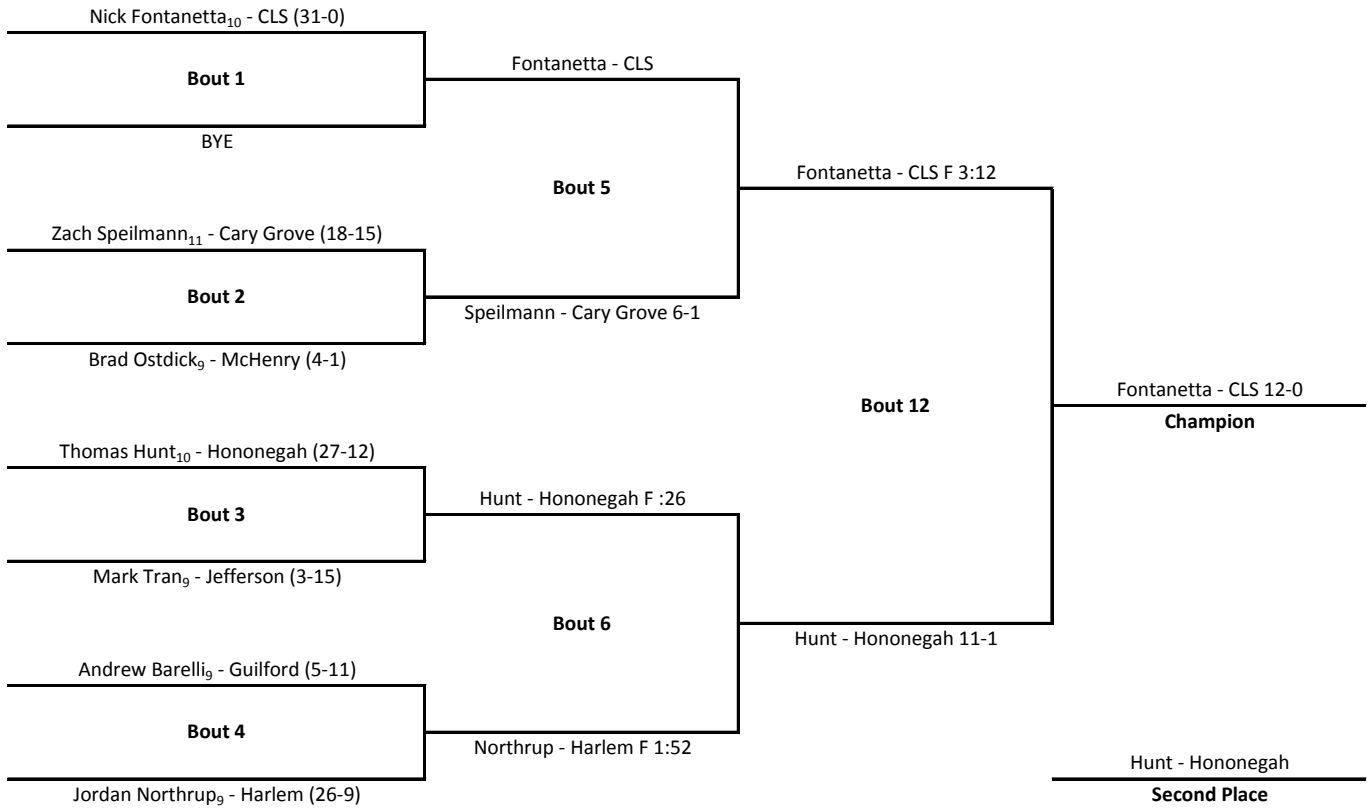 Nick Fontanetta₁₀ - CLS (31-0)
Bout 1
BYE
Fontanetta - CLS
Bout 5
Zach Speilmann₁₁ - Cary Grove (18-15)
Bout 2
Brad Ostdick₉ - McHenry (4-1)
Speilmann - Cary Grove 6-1
Fontanetta - CLS F 3:12
Bout 12
Thomas Hunt₁₀ - Hononegah (27-12)
Bout 3
Mark Tran₉ - Jefferson (3-15)
Hunt - Hononegah F :26
Bout 6
Andrew Barelli₉ - Guilford (5-11)
Bout 4
Jordan Northrup₉ - Harlem (26-9)
Northrup - Harlem F 1:52
Hunt - Hononegah 11-1
Fontanetta - CLS 12-0
Champion
Hunt - Hononegah
Second Place